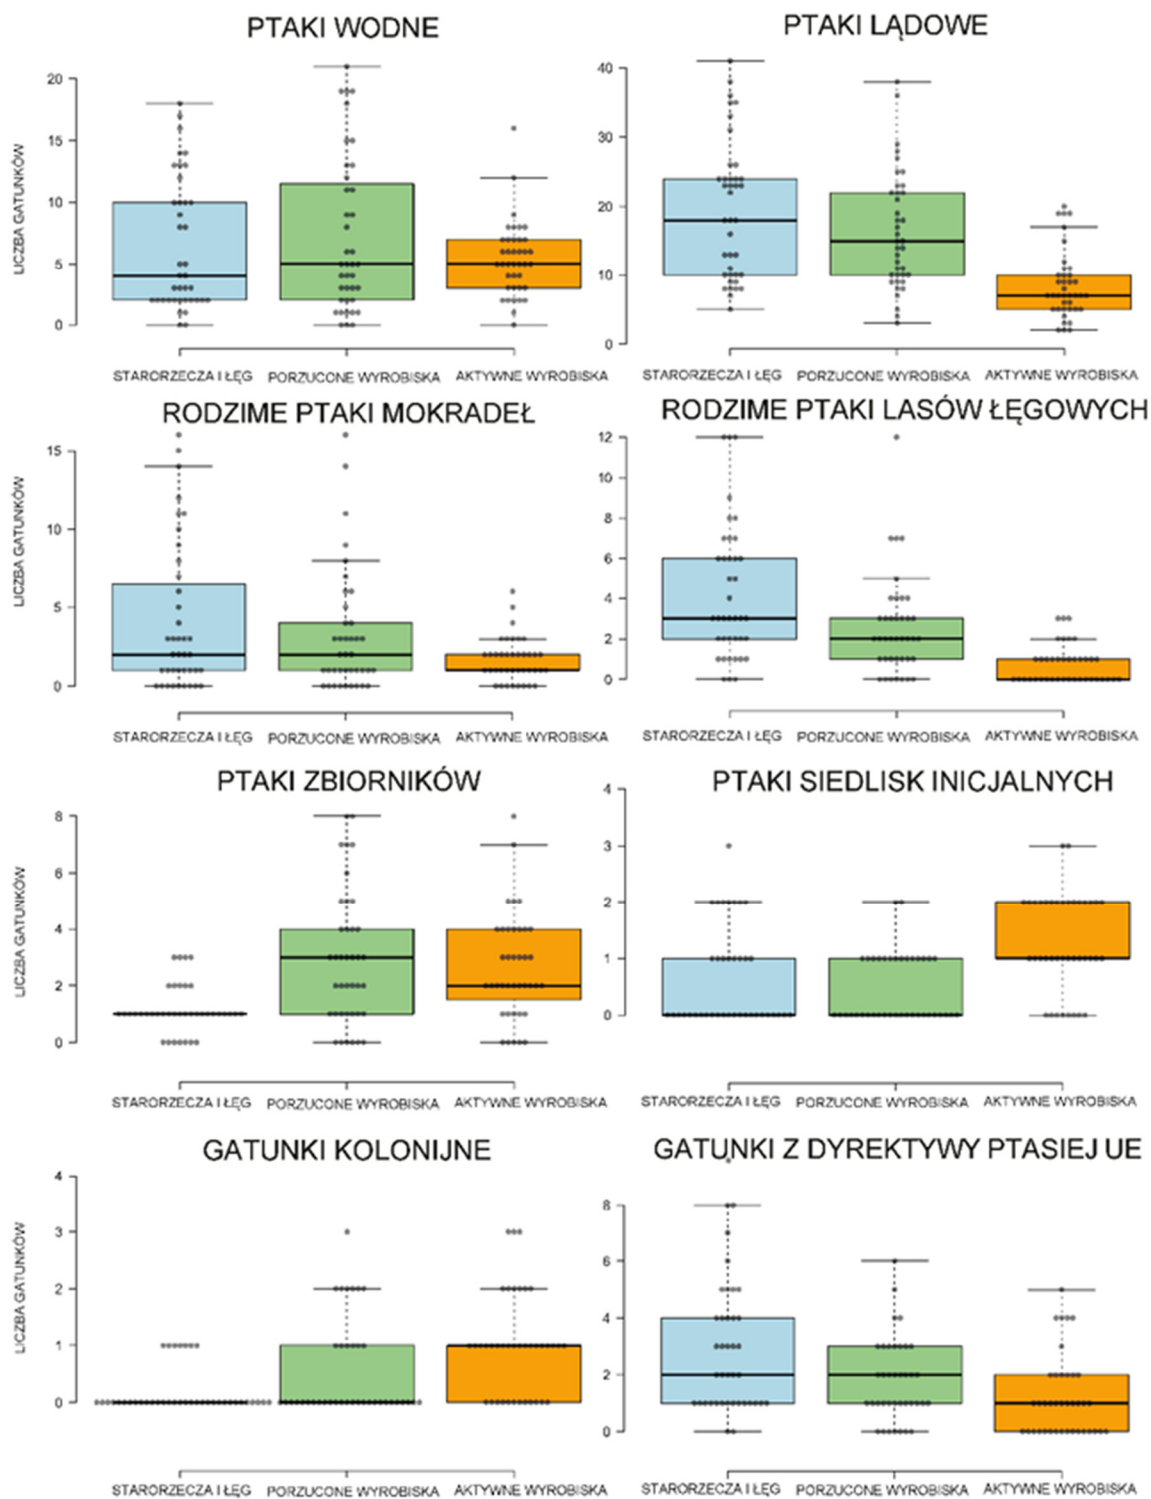 PTAKI WODNE
LICZBA GATUNKÓW
20
15
10
5
0
STARORZECZA I ŁĘG PORZUCONE WYROBISKA AKTYWNE WYROBISKA
PTAKI LĄDOWE
40
30
20
10
0
STARORZECZA I ŁĘG PORZUCONE WYROBISKA AKTYWNE WYROBISKA
RODZIME PTAKI MOKRADEŁ
LICZBA GATUNKÓW
15
10
5
0
STARORZECZA I ŁĘG PORZUCONE WYROBISKA AKTYWNE WYROBISKA
RODZIME PTAKI LASÓW ŁĘGOWYCH
12
10
8
6
4
2
0
STARORZECZA I ŁĘG PORZUCONE WYROBISKA AKTYWNE WYROBISKA
PTAKI ZBIORNIKÓW
LICZBA GATUNKÓW
8
6
4
2
0
STARORZECZA I ŁĘG PORZUCONE WYROBISKA AKTYWNE WYROBISKA
PTAKI SIEDLISK INICJALNYCH
4
3
2
1
0
STARORZECZA I ŁĘG PORZUCONE WYROBISKA AKTYWNE WYROBISKA
GATUNKI KOLONIJNE
LICZBA GATUNKÓW
4
3
2
1
0
STARORZECZA I ŁĘG PORZUCONE WYROBISKA AKTYWNE WYROBISKA
GATUNKI Z DYREKTYWY PTASIEJ UE
8
6
4
2
0
STARORZECZA I ŁĘG PORZUCONE WYROBISKA AKTYWNE WYROBISKA